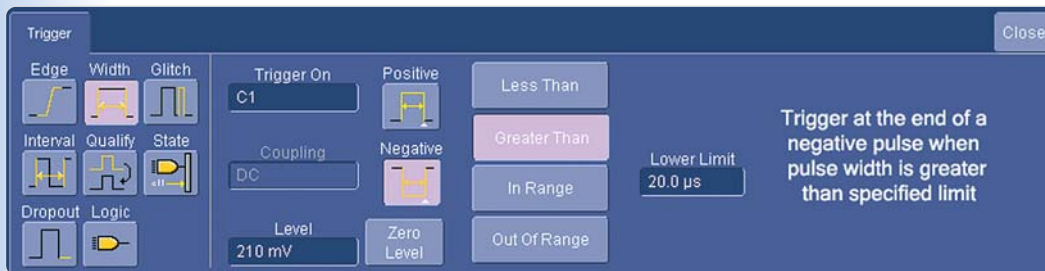 Trigger
Close
Edge Width Glitch
Interval Qualify State
Dropout Logic
Trigger On
C1
Coupling
DC
Level
210 mV
Zero
Level
Positive
Negative
Less Than
Greater Than
In Range
Out Of Range
Lower Limit
20.0 µs
Trigger at the end of a
negative pulse when
pulse width is greater
than specified limit